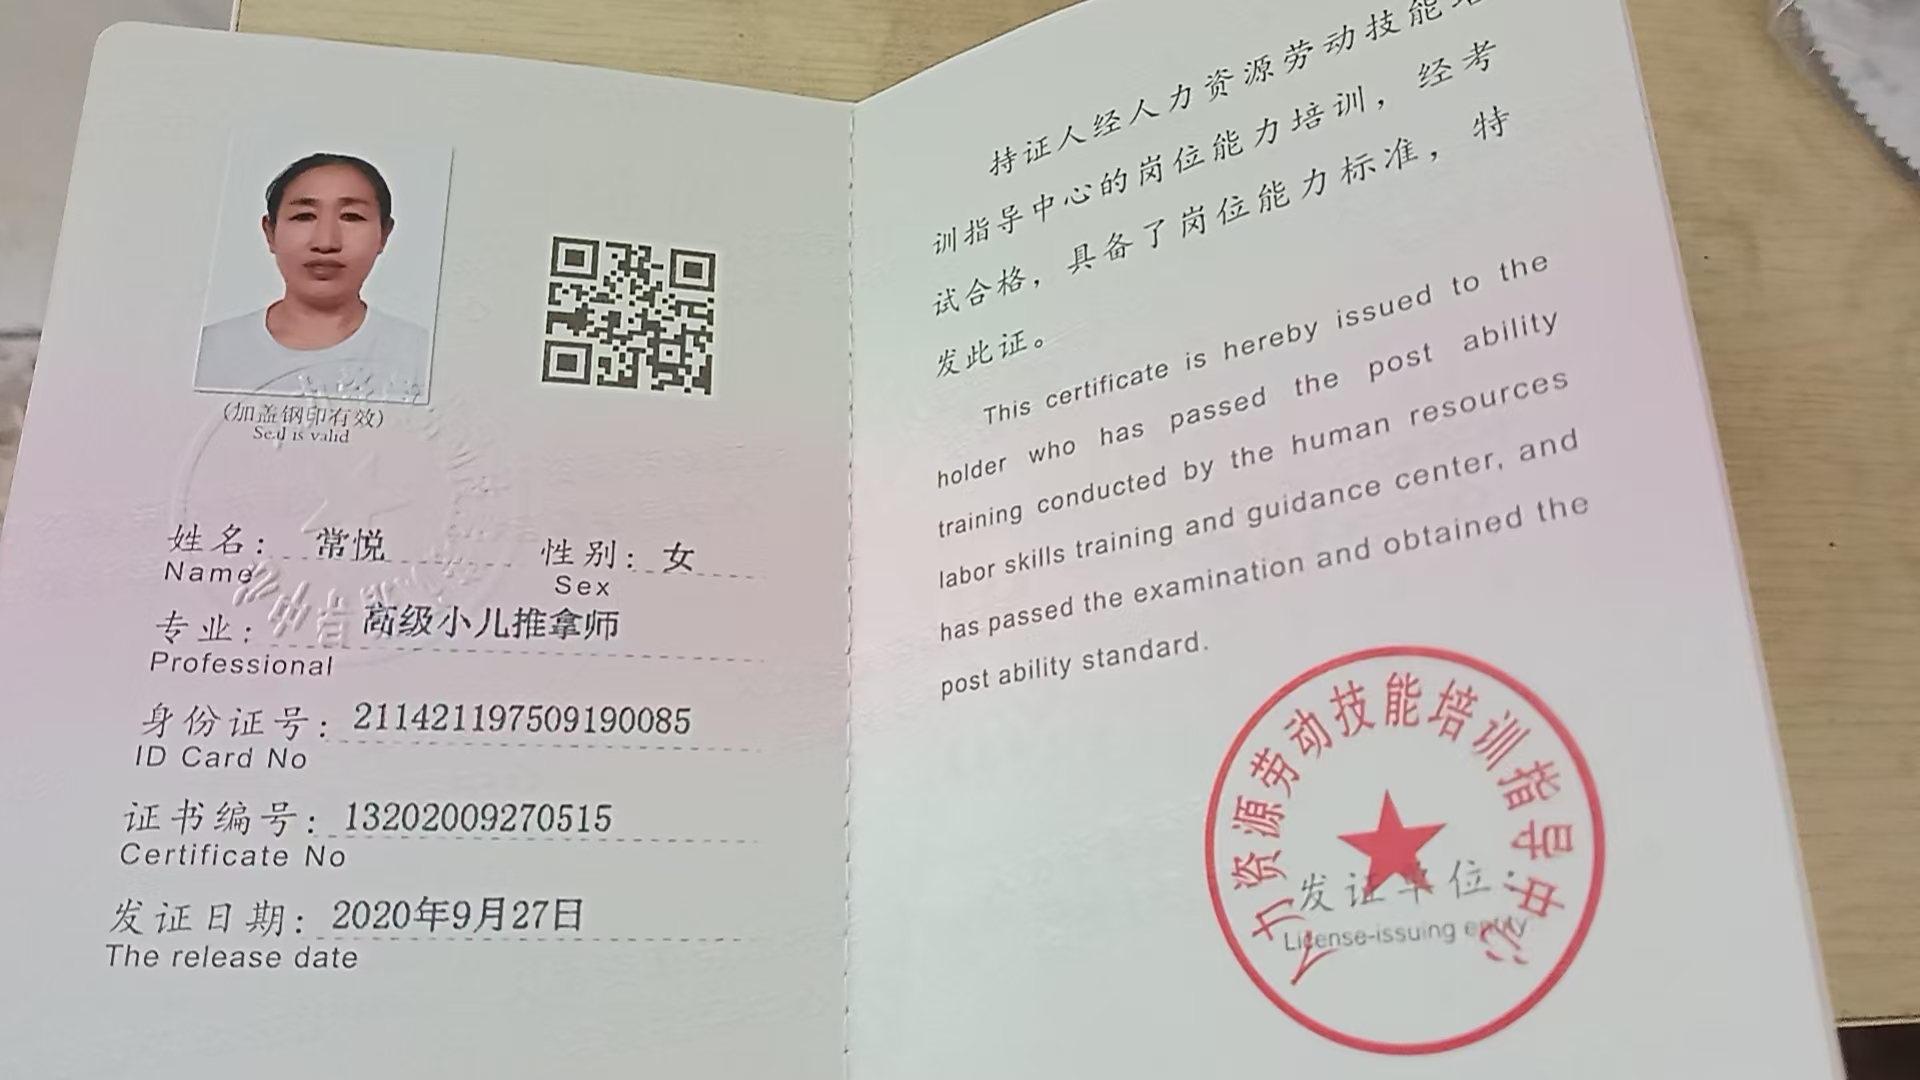 (加盖钢印有效)
Seal is valid
姓名: 常悦 性别: 女
Name Sex
专业: 高级小儿推拿师
Professional
身份证号: 211421197509190085
ID Card No
证书编号: 13202009270515
Certificate No
发证日期: 2020年9月27日
The release date
持证人经人力资源劳动技能培
训指导中心的岗位能力培训，经考
试合格，具备了岗位能力标准，特
发此证。
This certificate is hereby issued to the
holder who has passed the post ability
training conducted by the human resources
labor skills training and guidance center, and
has passed the examination and obtained the
post ability standard.
人力资源劳动技能培训指导中心
发证单位:
License-issuing entity